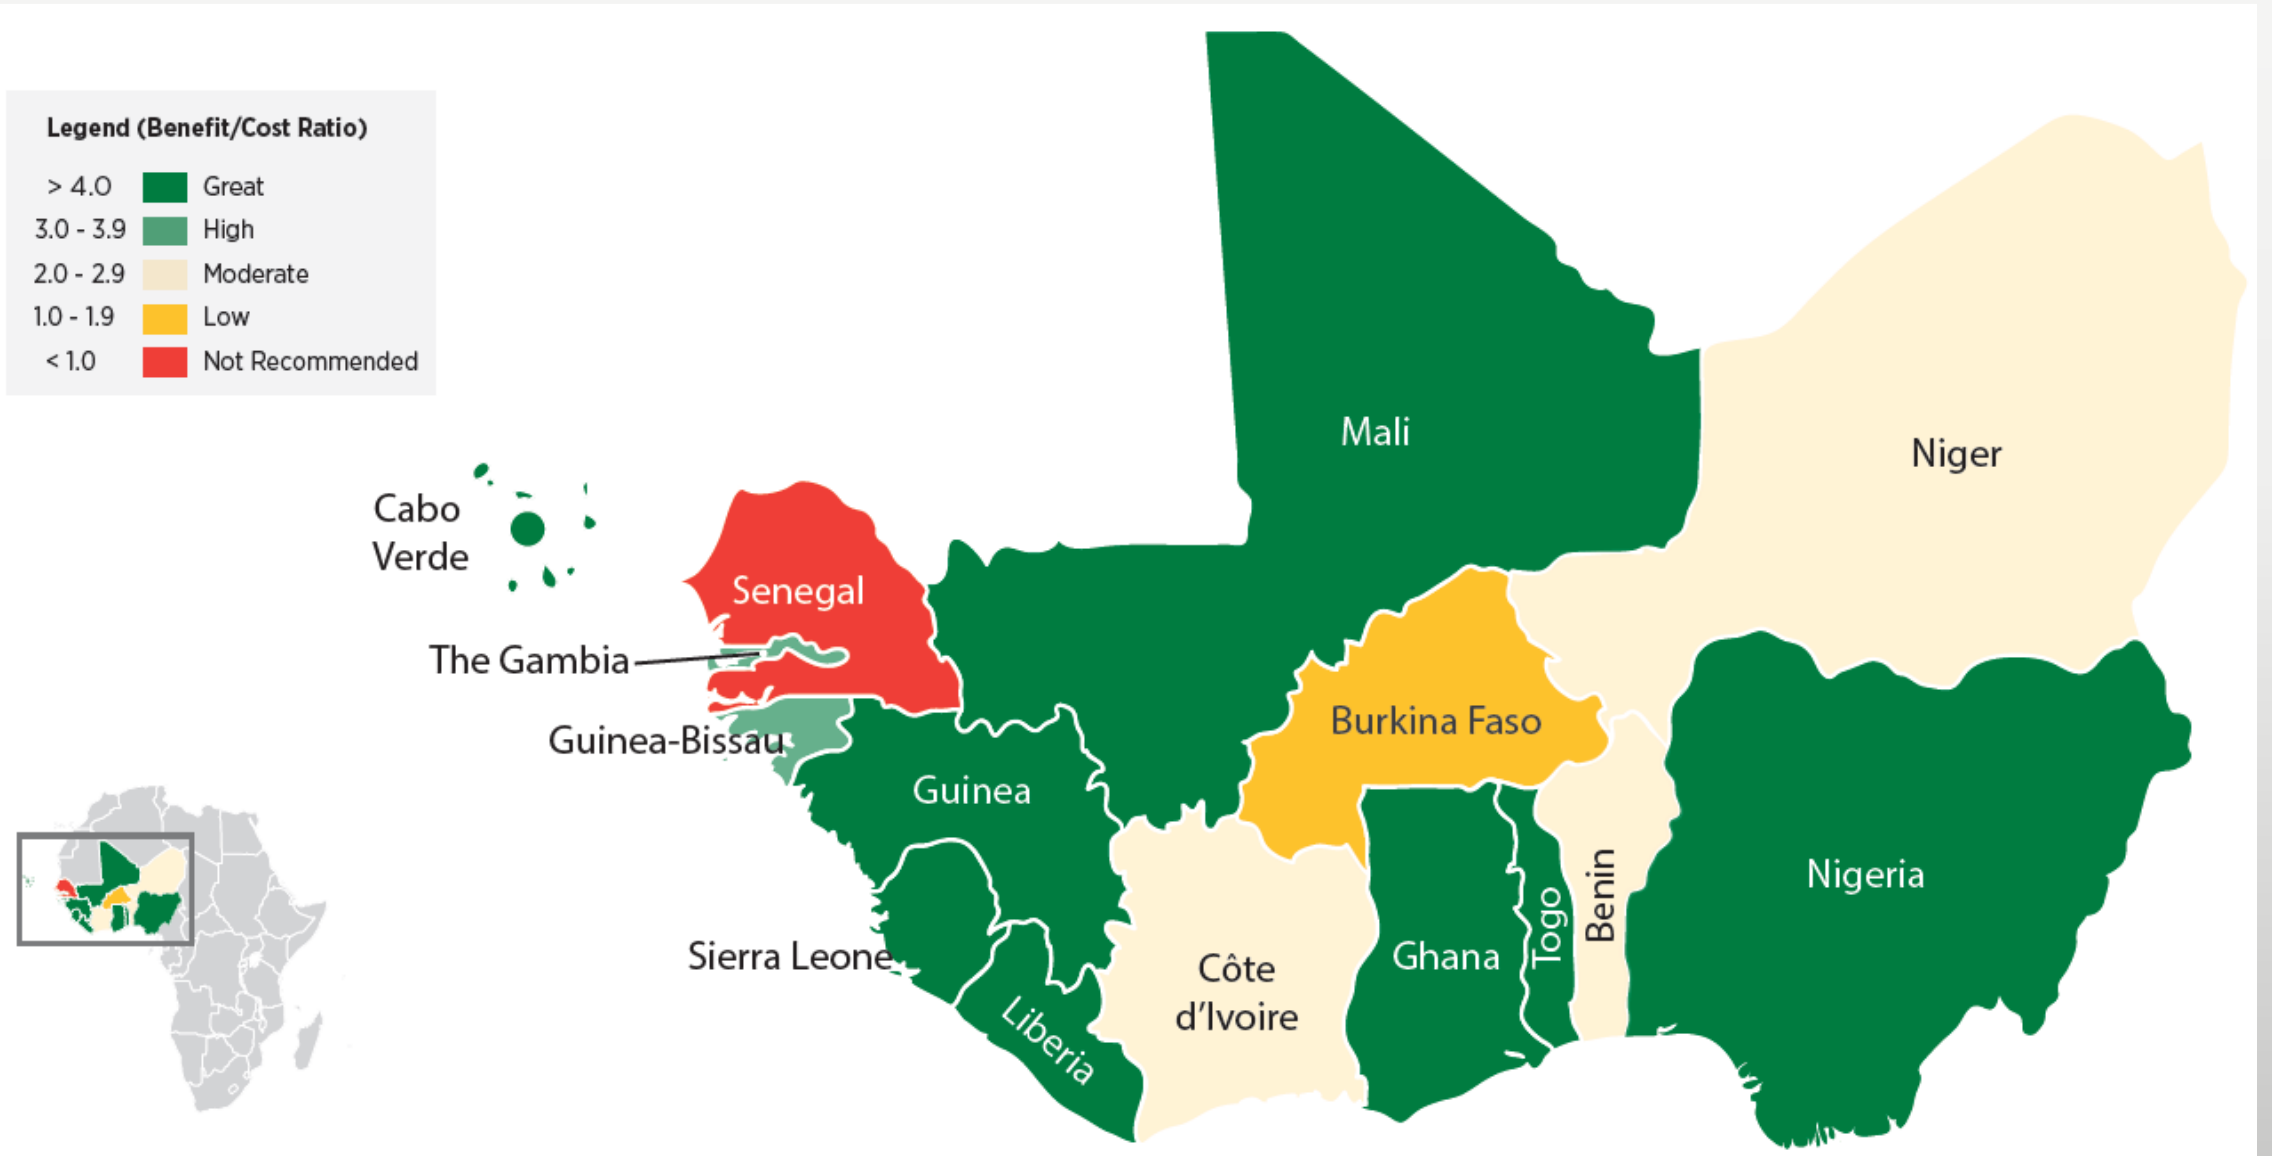 Legend (Benefit/Cost Ratio)
> 4.0 Great
3.0 - 3.9 High
2.0 - 2.9 Moderate
1.0 - 1.9 Low
< 1.0 Not Recommended
Mali
Niger
Cabo
Verde
Senegal
The Gambia
Guinea-Bissau
Burkina Faso
Guinea
Nigeria
Benin
Togo
Ghana
Sierra Leone
Côte
d'Ivoire
Liberia